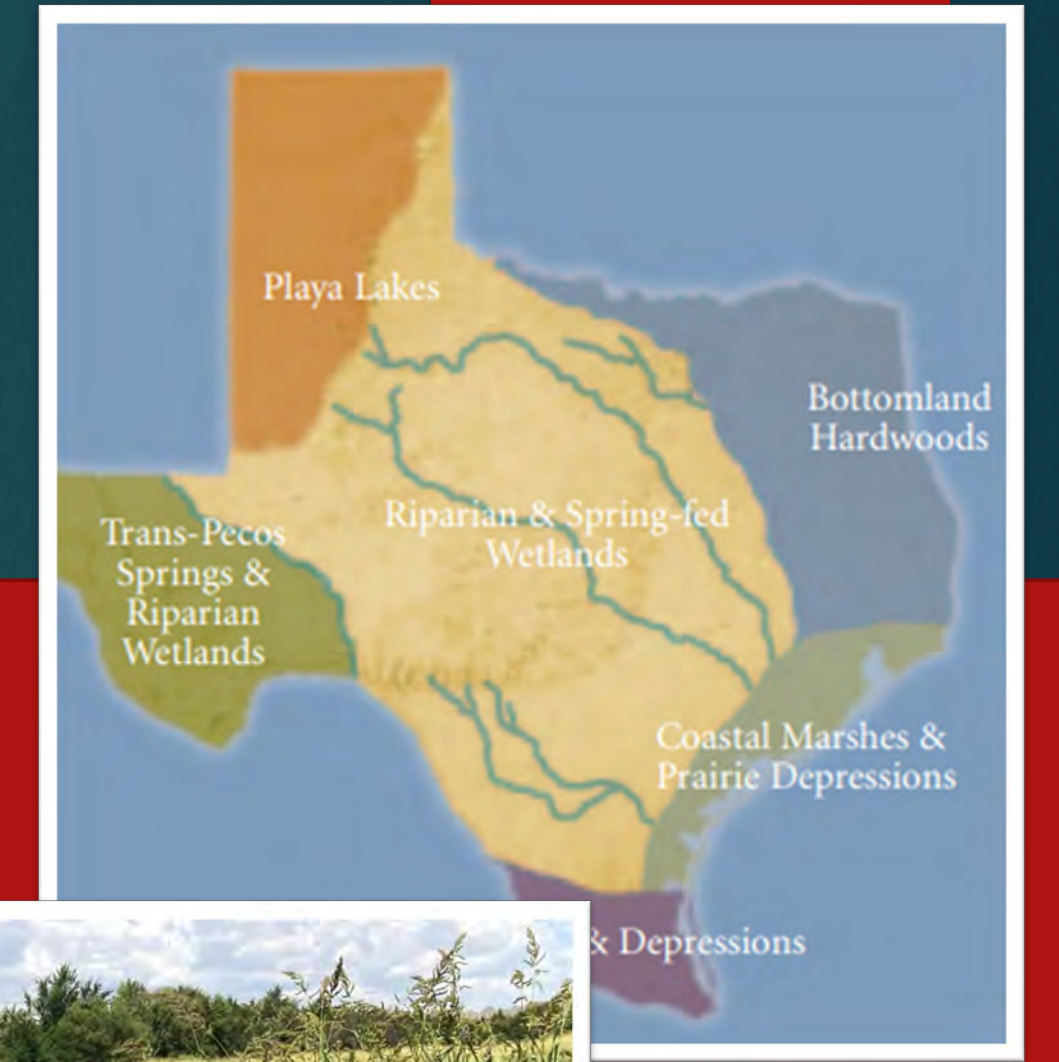 Playa Lakes
Bottomland
Hardwoods
Riparian & Spring-fed
Wetlands
Trans-Pecos
Springs &
Riparian
Wetlands
Coastal Marshes &
Prairie Depressions
& Depressions